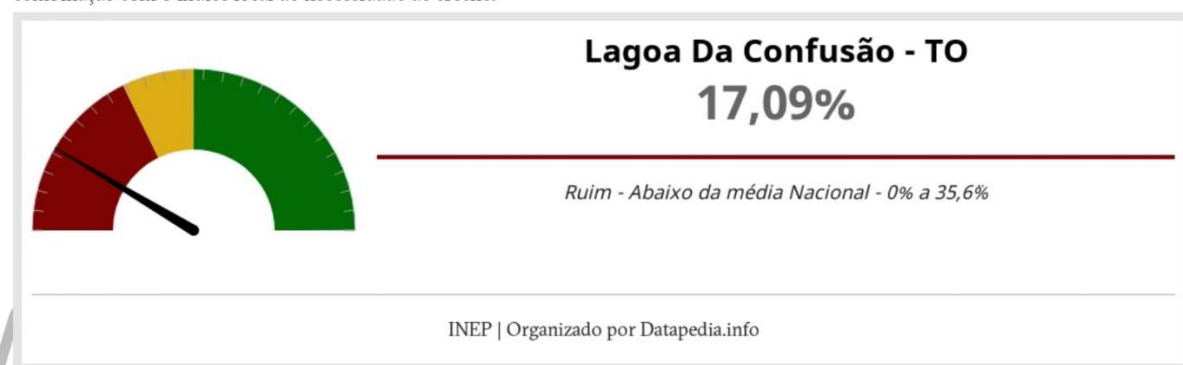 Lagoa Da Confusão - TO
17,09%
Ruim - Abaixo da média Nacional - 0% a 35,6%
INEP | Organizado por Datapedia.info